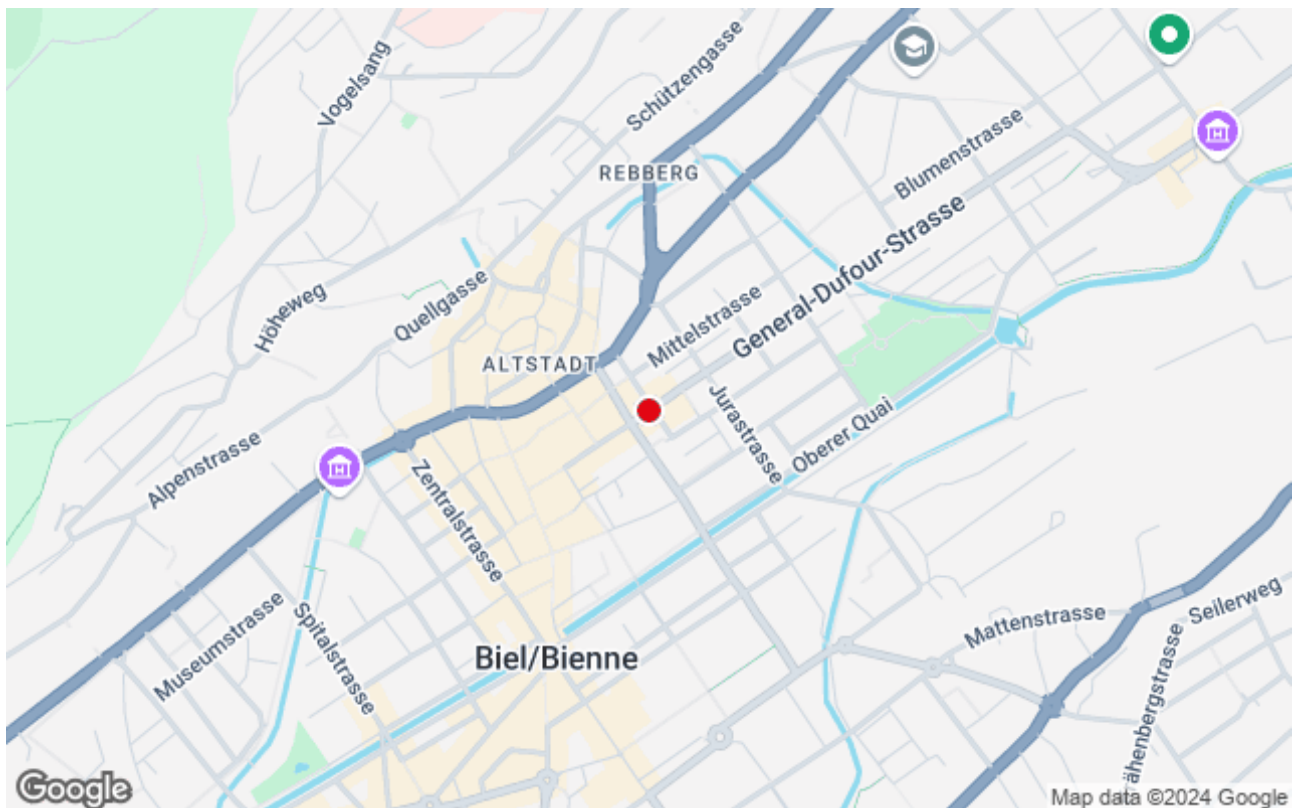 Vogelsang
Schützengasse
REBBERG
Blumenstrasse
General-Dufour-Strasse
Höheweg
Quellgasse
Mittelstrasse
ALTSTADT
Jurastrasse
Oberer Quai
Alpenstrasse
Zentralstrasse
Museumstrasse
Spitalstrasse
Biel/Bienne
Mattenstrasse
Seilerweg
ähenbergstrasse
Google
Map data ©2024 Google